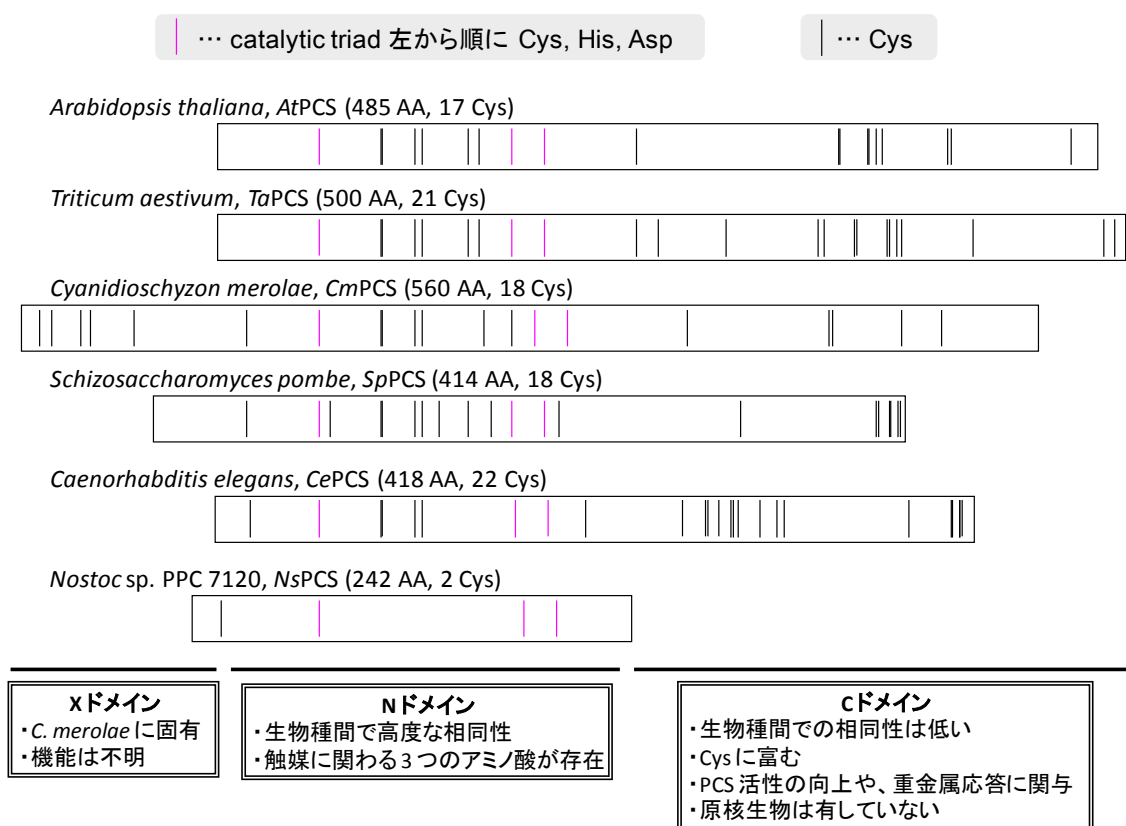 … catalytic triad 左から順に Cys, His, Asp
… Cys
Arabidopsis thaliana, AtPCS (485 AA, 17 Cys)
Triticum aestivum, TaPCS (500 AA, 21 Cys)
Cyanidioschyzon merolae, CmPCS (560 AA, 18 Cys)
Schizosaccharomyces pombe, SpPCS (414 AA, 18 Cys)
Caenorhabditis elegans, CePCS (418 AA, 22 Cys)
Nostoc sp. PPC 7120, NsPCS (242 AA, 2 Cys)
Xドメイン
・C. merolae に固有
・機能は不明
Nドメイン
・生物種間で高度な相同性
・触媒に関わる3つのアミノ酸が存在
Cドメイン
・生物種間での相同性は低い
・Cysに富む
・PCS 活性の向上や、重金属応答に関与
・原核生物は有していない